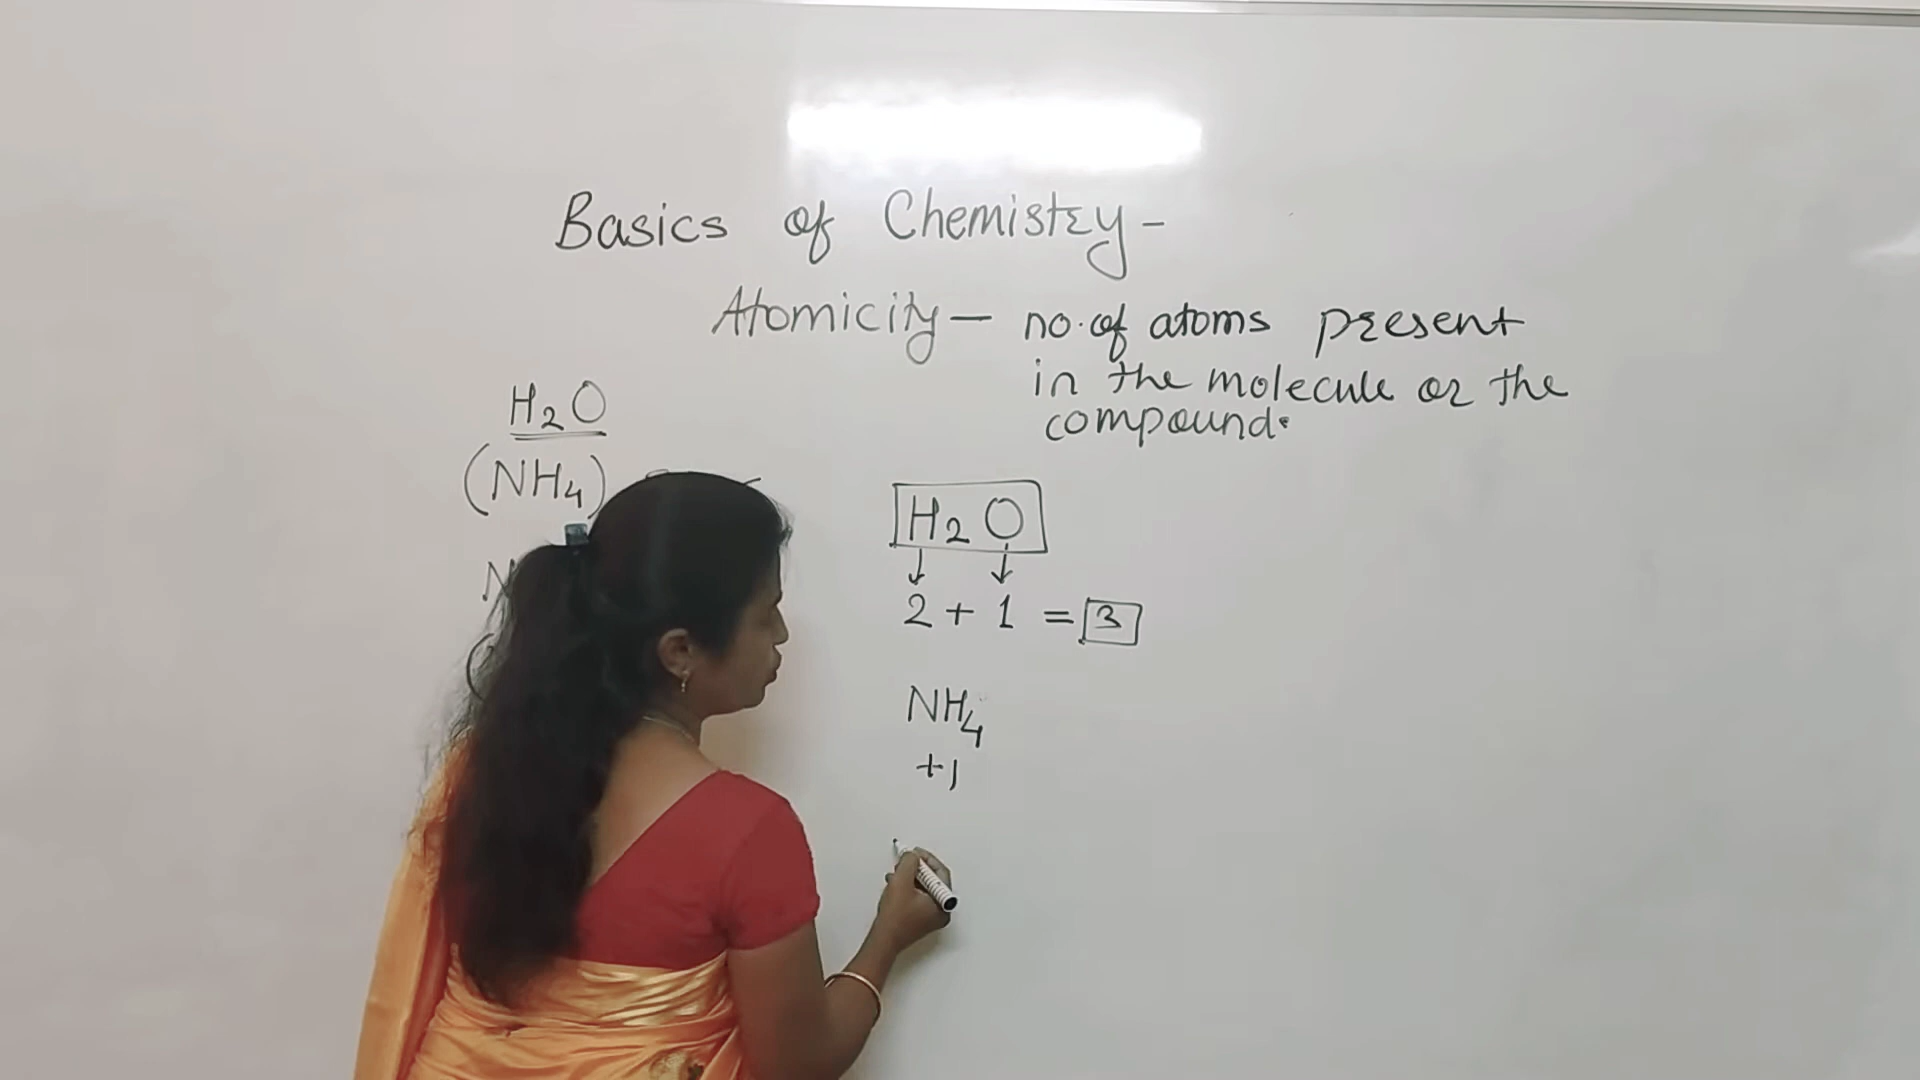 Basics of Chemistry -
Atomicity — no. of atoms present
in the molecule or the
compound.
H2O
(NH4)
N
(
H2O
2 + 1 = 3
NH4
+1